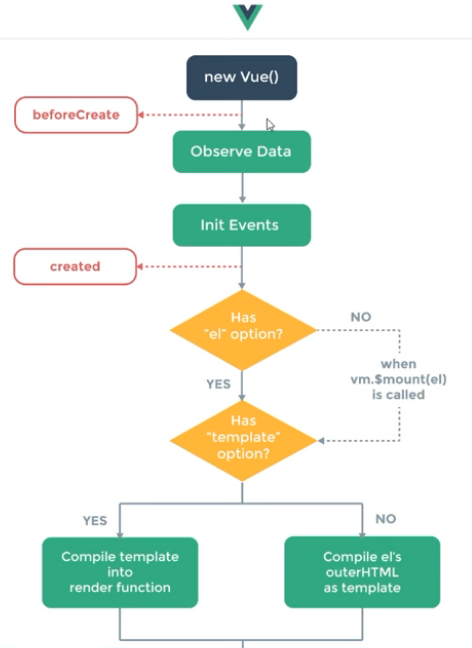 new Vue()
beforeCreate
Observe Data
Init Events
created
Has
"el" option?
NO
when
vm.$mount(el)
is called
YES
Has
"template"
option?
YES
NO
Compile template
into
render function
Compile el's
outerHTML
as template